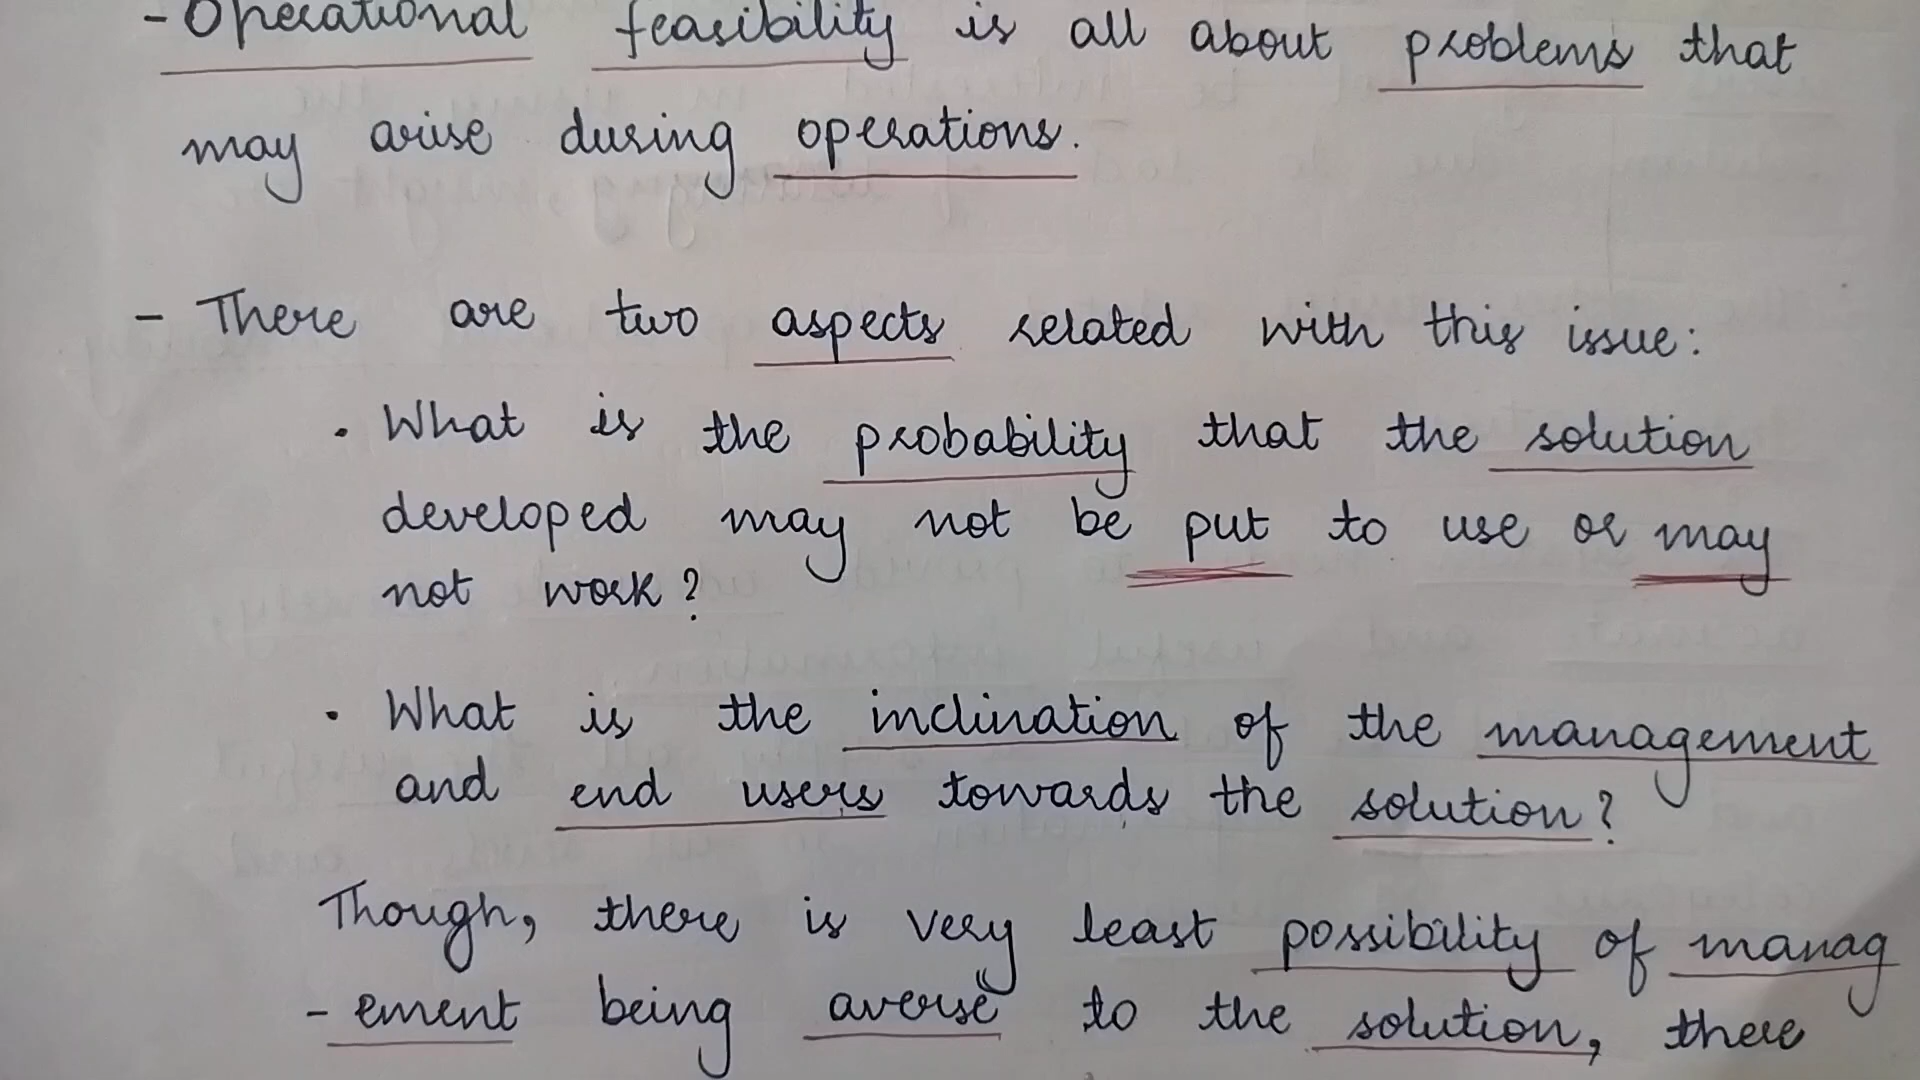 - Operational feasibility is all about problems that
may arise during operations.
- There are two aspects related with this issue:
. What is the probability that the solution
developed may not be put to use or may
not work?
. What is the inclination of the management
and end users towards the solution?
Though, there is very least possibility of manag
- ement being averse to the solution, there